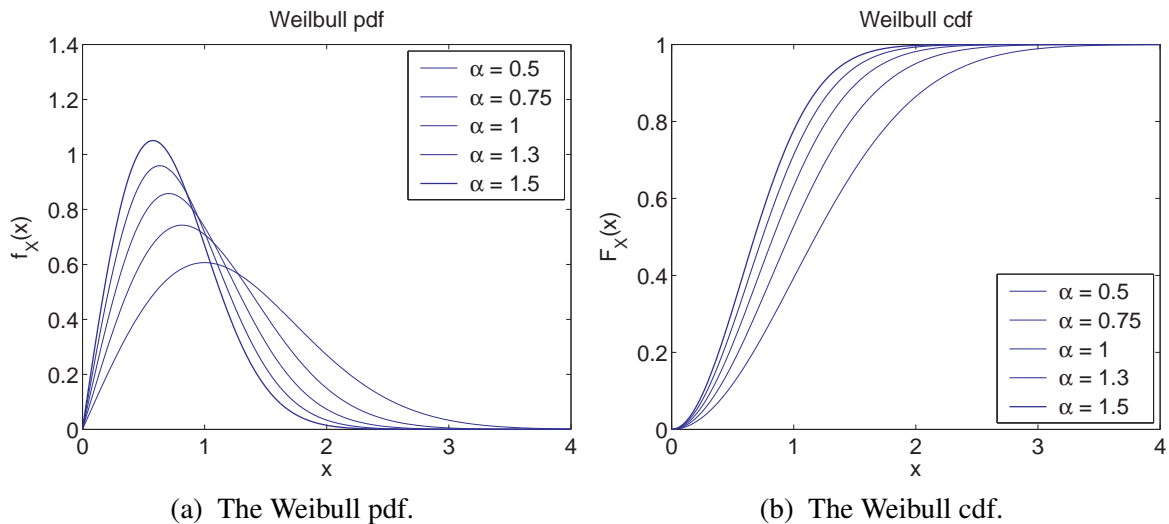 Weilbull pdf
1.4
1.2
1
0.8
0.6
0.4
0.2
0
0
1
2
3
4
f_X(x)
x
α = 0.5
α = 0.75
α = 1
α = 1.3
α = 1.5
(a) The Weibull pdf.
Weilbull cdf
1
0.8
0.6
0.4
0.2
0
0
1
2
3
4
F_X(x)
x
α = 0.5
α = 0.75
α = 1
α = 1.3
α = 1.5
(b) The Weibull cdf.